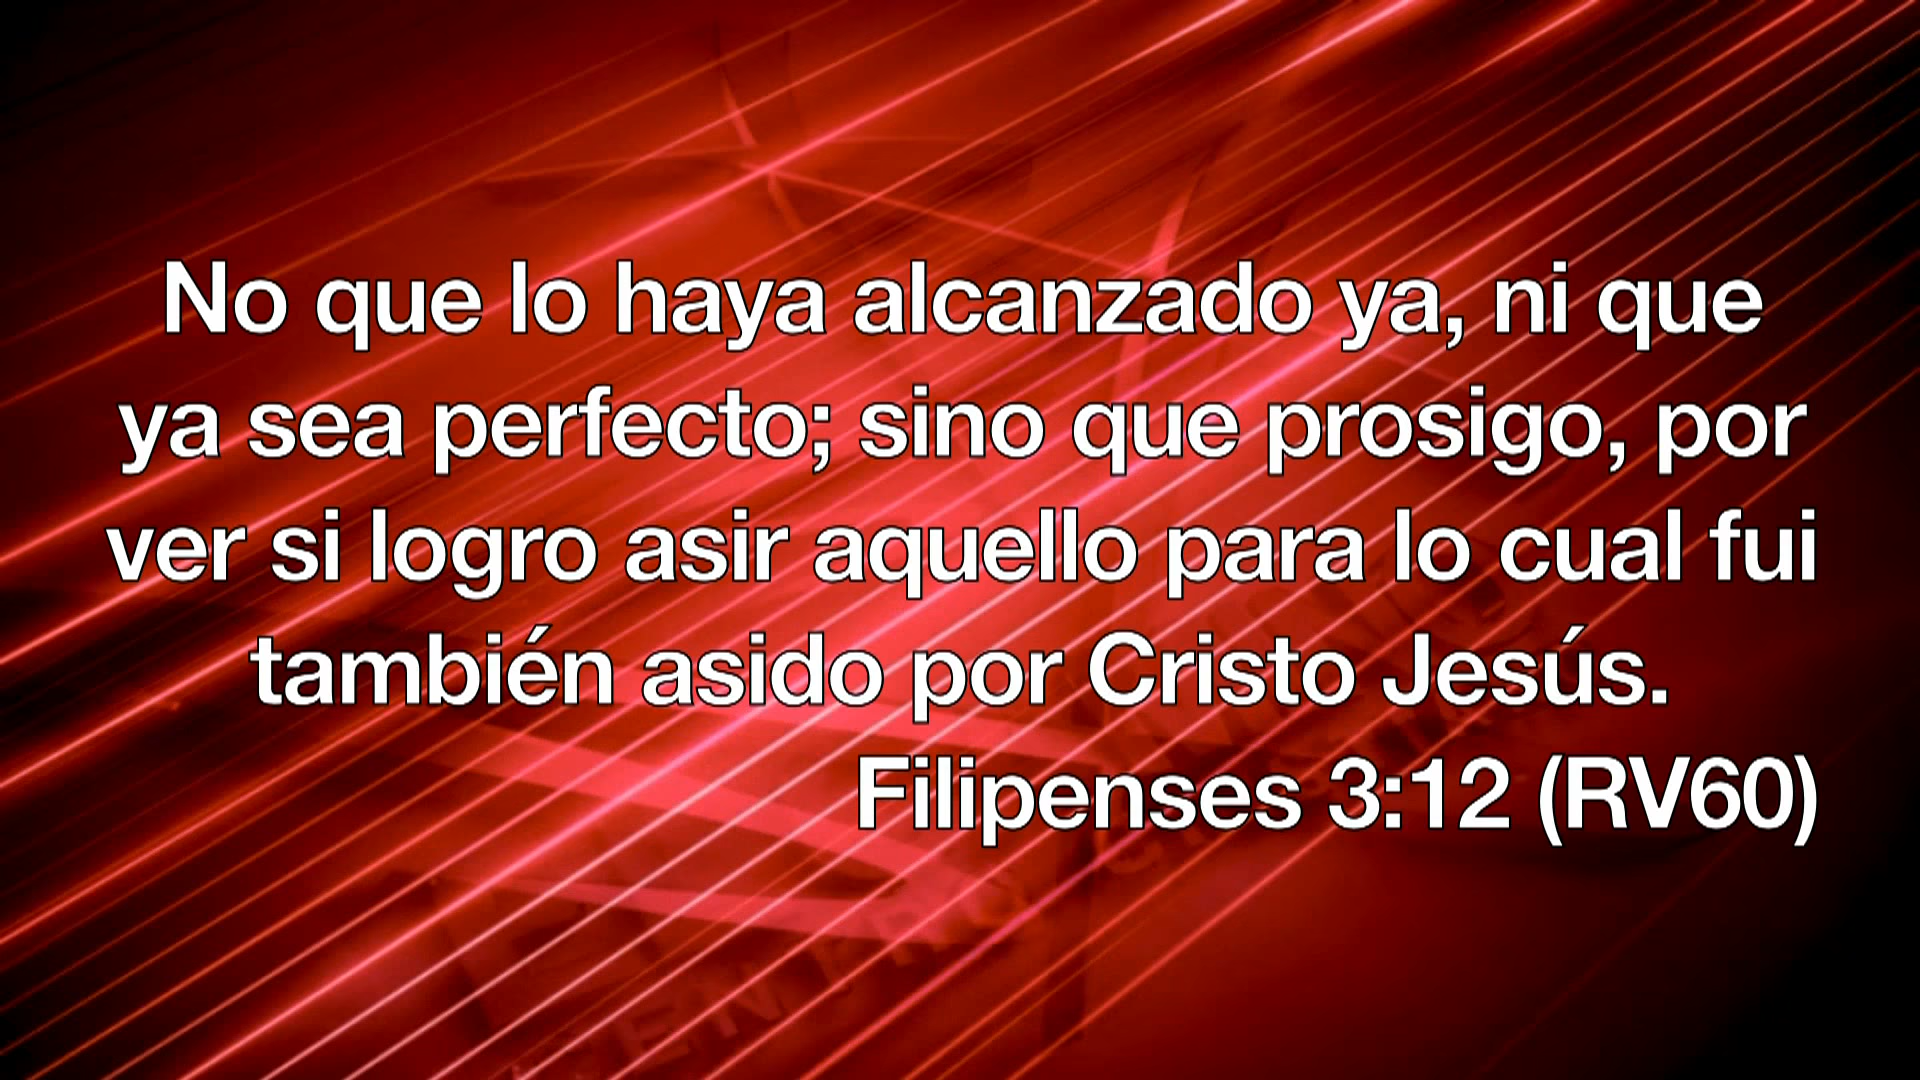 No que lo haya alcanzado ya, ni que
ya sea perfecto; sino que prosigo, por
ver si logro asir aquello para lo cual fui
también asido por Cristo Jesús.
Filipenses 3:12 (RV60)
CENTRO